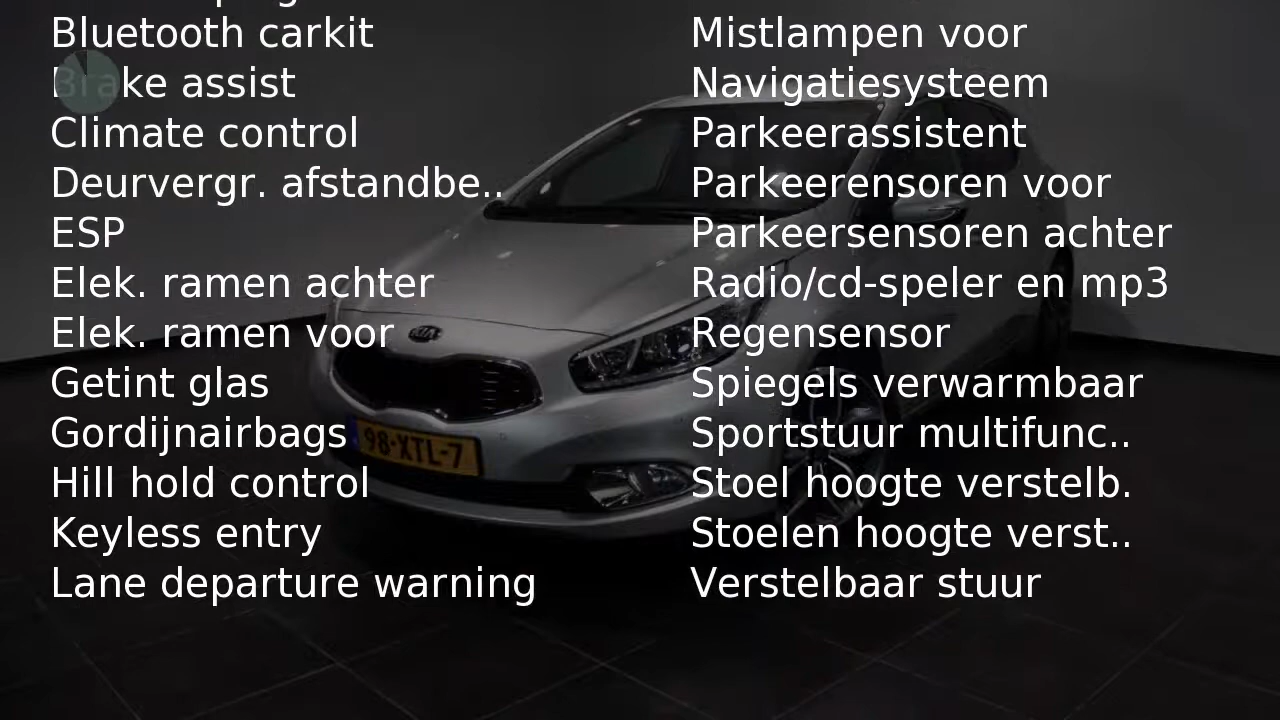 Bluetooth carkit
Brake assist
Climate control
Deurvergr. afstandbe..
ESP
Elek. ramen achter
Elek. ramen voor
Getint glas
Gordijnairbags
Hill hold control
Keyless entry
Lane departure warning
Mistlampen voor
Navigatiesysteem
Parkeerassistent
Parkeerensoren voor
Parkeersensoren achter
Radio/cd-speler en mp3
Regensensor
Spiegels verwarmbaar
Sportstuur multifunc..
Stoel hoogte verstelb.
Stoelen hoogte verst..
Verstelbaar stuur
KIA
98-XTL-7